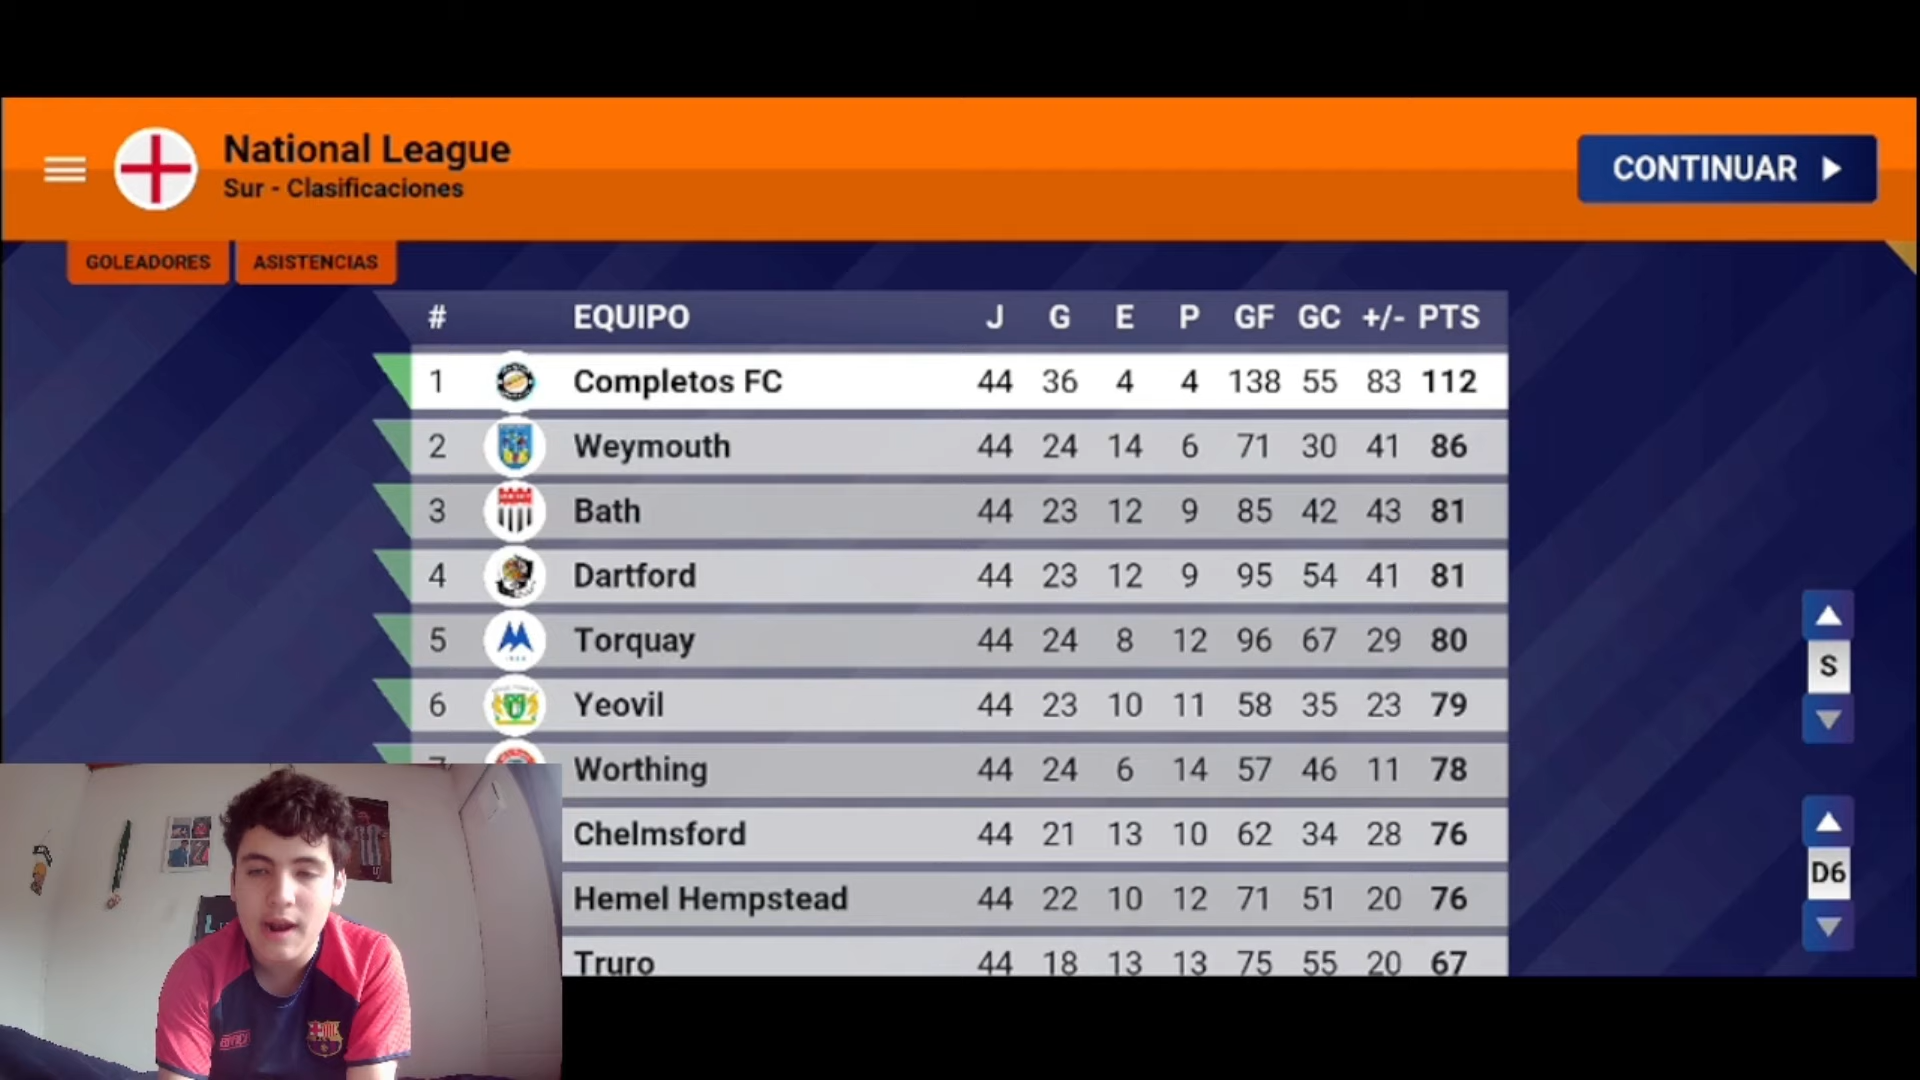 National League
Sur - Clasificaciones
CONTINUAR
GOLEADORES ASISTENCIAS
# EQUIPO J G E P GF GC +/- PTS
1 Completos FC 44 36 4 4 138 55 83 112
2 Weymouth 44 24 14 6 71 30 41 86
3 Bath 44 23 12 9 85 42 43 81
4 Dartford 44 23 12 9 95 54 41 81
5 Torquay 44 24 8 12 96 67 29 80
6 Yeovil 44 23 10 11 58 35 23 79
7 Worthing 44 24 6 14 57 46 11 78
Chelmsford 44 21 13 10 62 34 28 76
Hemel Hempstead 44 22 10 12 71 51 20 76
Truro 44 18 13 13 75 55 20 67
S
D6